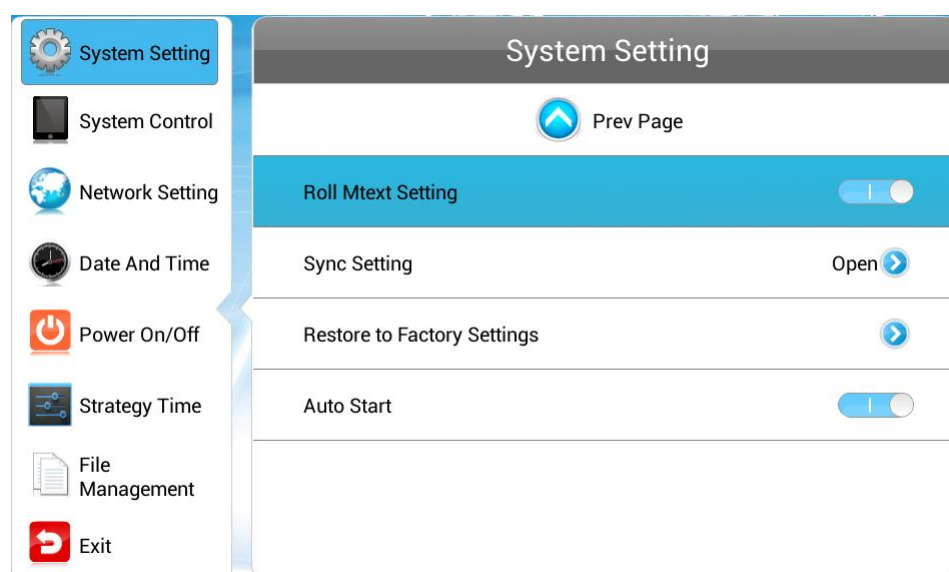 System Setting
System Control
Network Setting
Date And Time
Power On/Off
Strategy Time
File
Management
Exit
System Setting
Prev Page
Roll Mtext Setting
Sync Setting
Open
Restore to Factory Settings
Auto Start